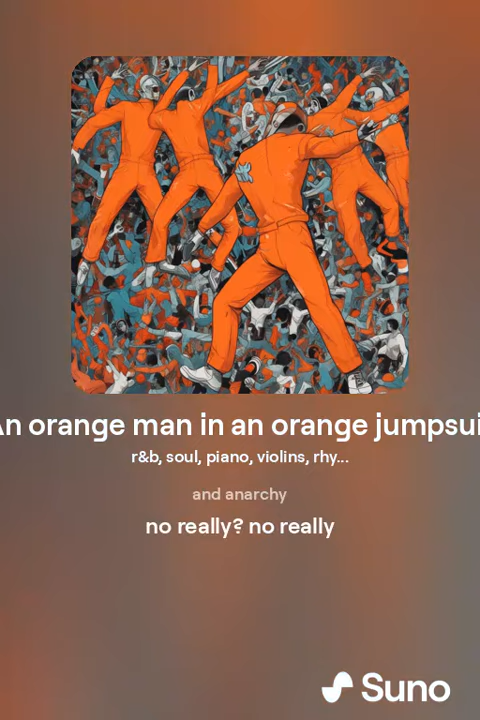 An orange man in an orange jumpsui
r&b, soul, piano, violins, rhy...
and anarchy
no really? no really
Suno